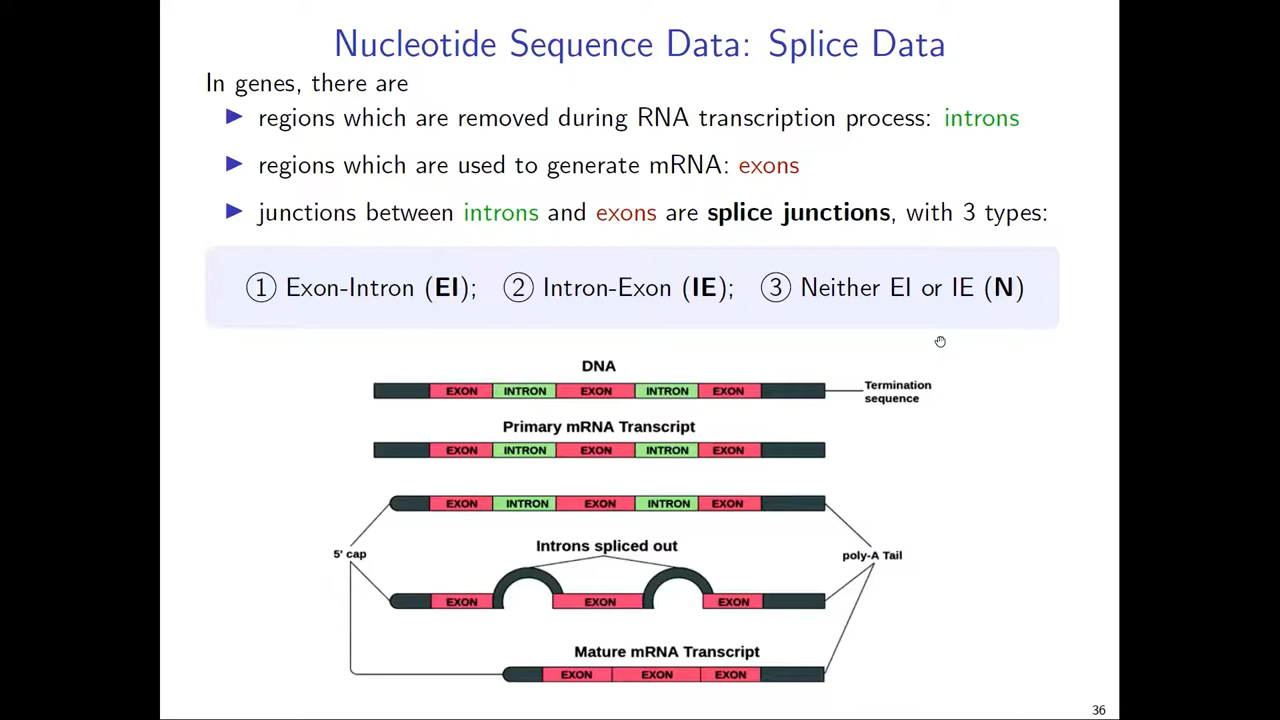 Nucleotide Sequence Data: Splice Data
In genes, there are
▶ regions which are removed during RNA transcription process: introns
▶ regions which are used to generate mRNA: exons
▶ junctions between introns and exons are splice junctions, with 3 types:
① Exon-Intron (EI); ② Intron-Exon (IE); ③ Neither EI or IE (N)
DNA
EXON INTRON EXON INTRON EXON
Termination
sequence
Primary mRNA Transcript
EXON INTRON EXON INTRON EXON
EXON INTRON EXON INTRON EXON
Introns spliced out
5' cap
poly-A Tail
EXON EXON EXON
Mature mRNA Transcript
EXON EXON EXON
36